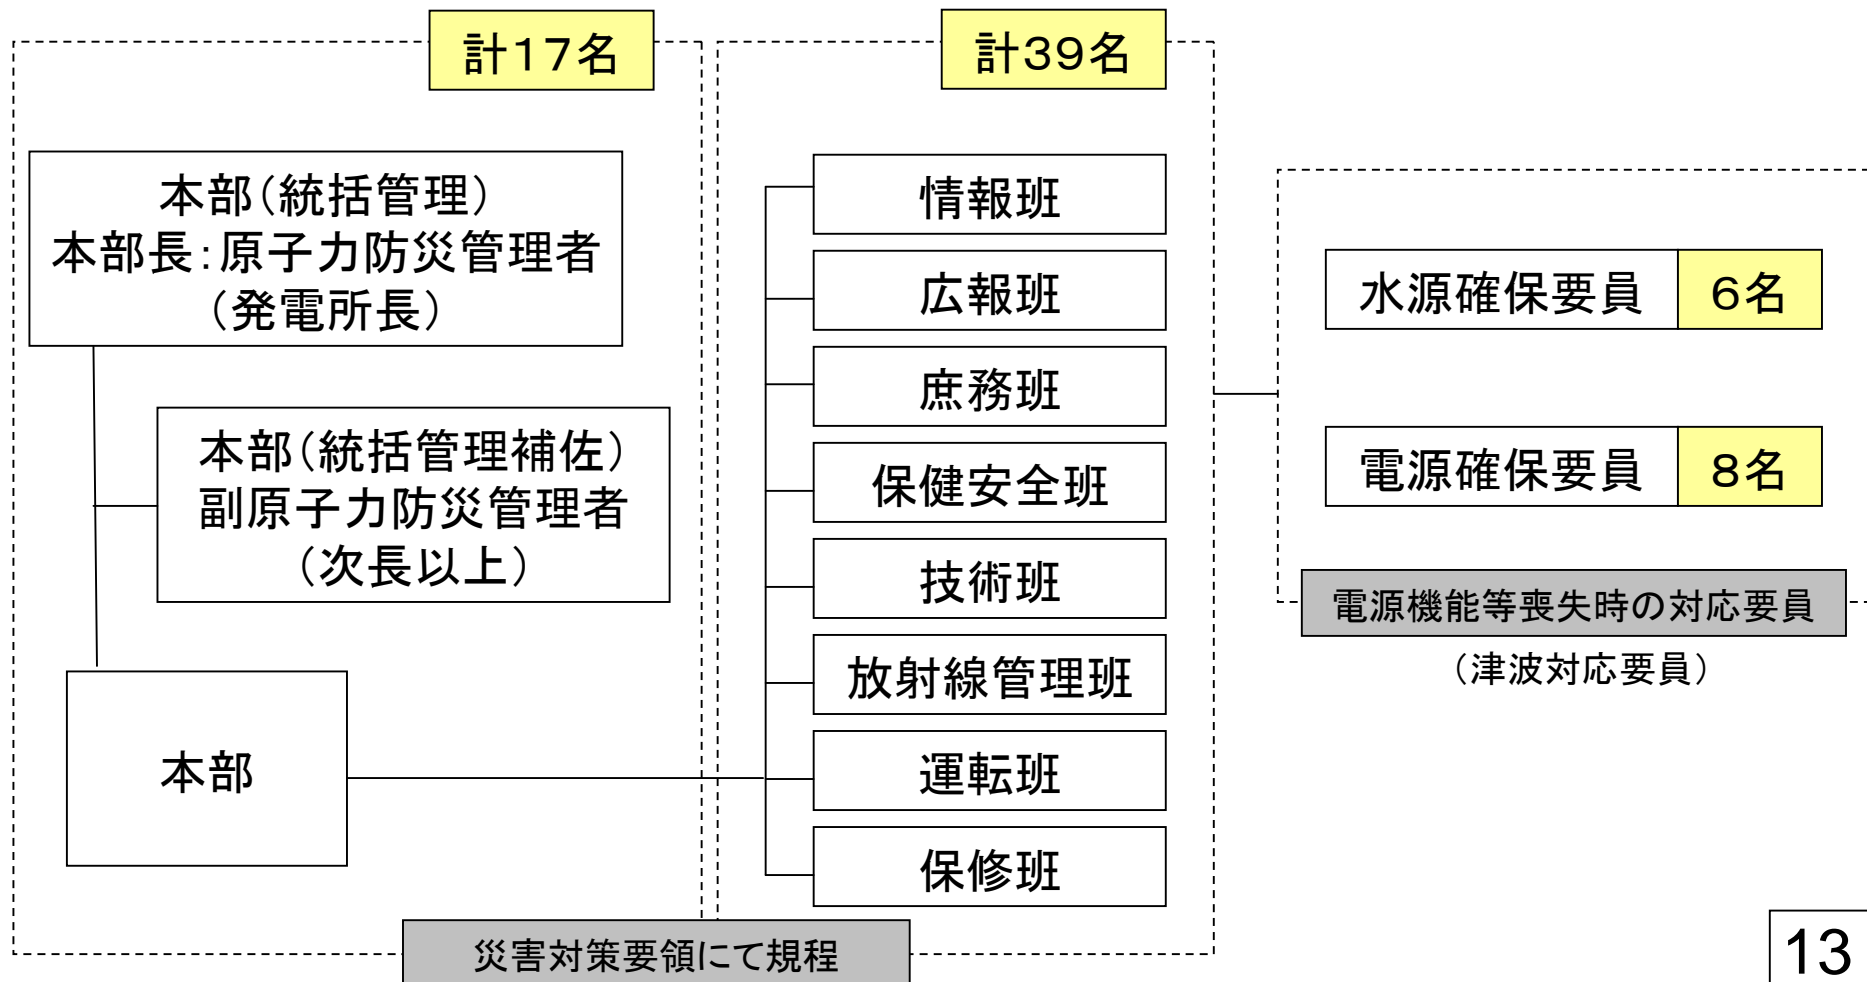 計17名
本部(統括管理)
本部長:原子力防災管理者
(発電所長)
本部(統括管理補佐)
副原子力防災管理者
(次長以上)
本部
計39名
情報班
広報班
庶務班
保健安全班
技術班
放射線管理班
運転班
保修班
災害対策要領にて規程
水源確保要員 6名
電源確保要員 8名
電源機能等喪失時の対応要員
(津波対応要員)
13